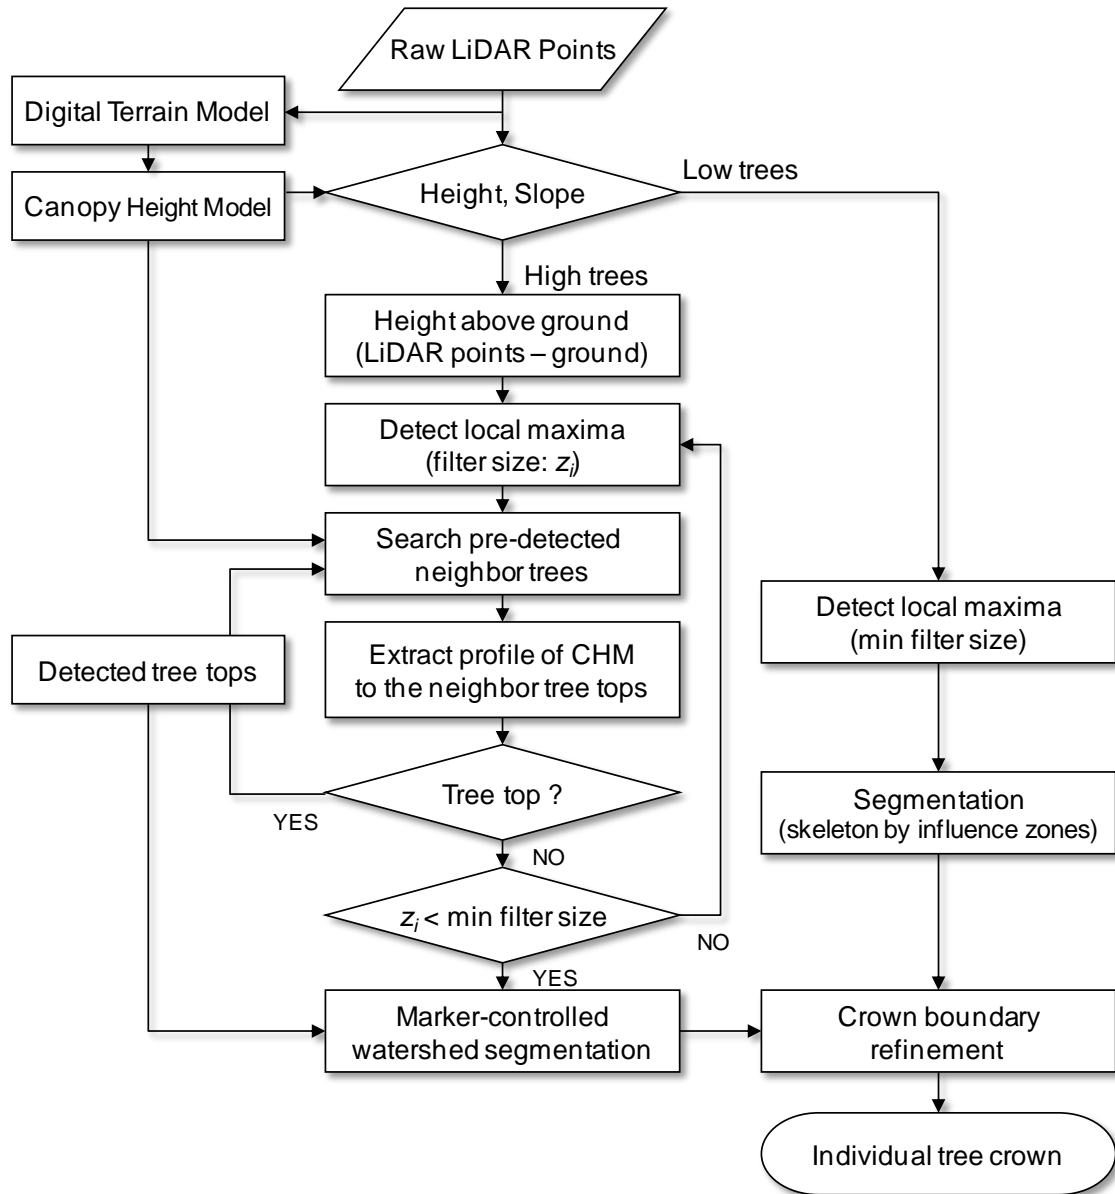 Raw LiDAR Points
Digital Terrain Model
Canopy Height Model
Height, Slope
Low trees
High trees
Height above ground
(LiDAR points – ground)
Detect local maxima
(filter size: zi)
Search pre-detected
neighbor trees
Detect local maxima
(min filter size)
Detected tree tops
Extract profile of CHM
to the neighbor tree tops
Tree top ?
YES
NO
Segmentation
(skeleton by influence zones)
zi < min filter size
NO
YES
Marker-controlled
watershed segmentation
Crown boundary
refinement
Individual tree crown